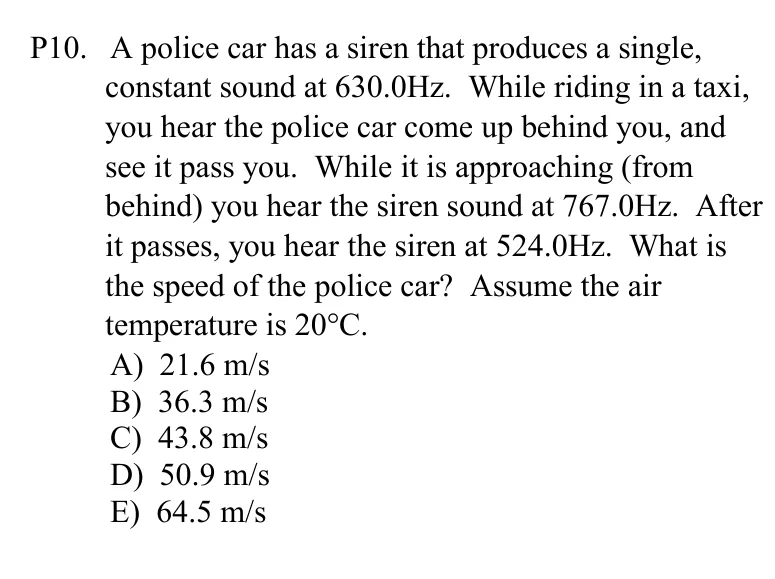 P10. A police car has a siren that produces a single,
constant sound at 630.0Hz. While riding in a taxi,
you hear the police car come up behind you, and
see it pass you. While it is approaching (from
behind) you hear the siren sound at 767.0Hz. After
it passes, you hear the siren at 524.0Hz. What is
the speed of the police car? Assume the air
temperature is 20°C.
A) 21.6 m/s
B) 36.3 m/s
C) 43.8 m/s
D) 50.9 m/s
E) 64.5 m/s